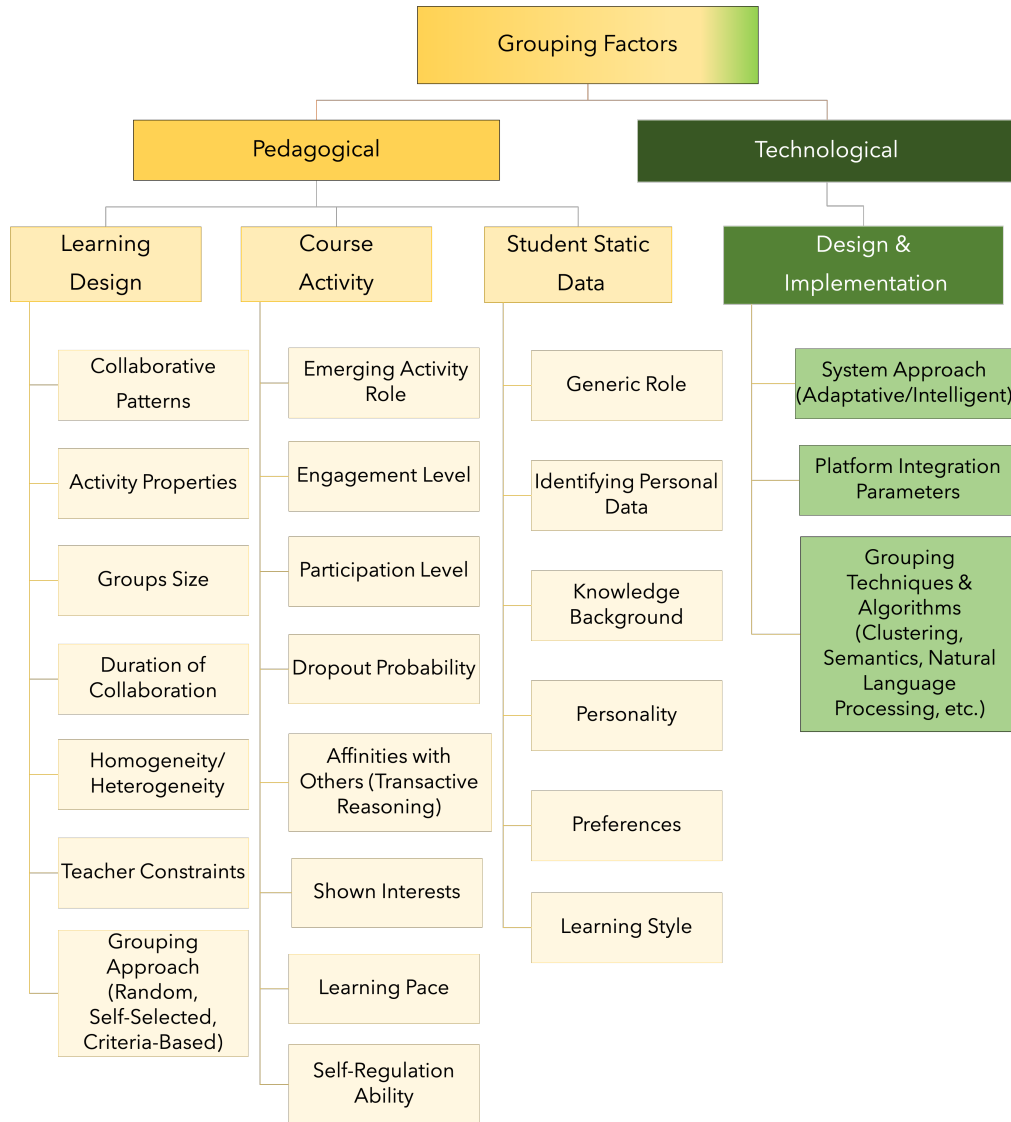 Grouping Factors
Pedagogical
Technological
Learning
Design
Course
Activity
Student Static
Data
Design &
Implementation
Collaborative
Patterns
Activity Properties
Groups Size
Duration of
Collaboration
Homogeneity/
Heterogeneity
Teacher Constraints
Grouping
Approach
(Random,
Self-Selected,
Criteria-Based)
Emerging Activity
Role
Engagement Level
Participation Level
Dropout Probability
Affinities with
Others (Transactive
Reasoning)
Shown Interests
Learning Pace
Self-Regulation
Ability
Generic Role
Identifying Personal
Data
Knowledge
Background
Personality
Preferences
Learning Style
System Approach
(Adaptative/Intelligent)
Platform Integration
Parameters
Grouping
Techniques &
Algorithms
(Clustering,
Semantics, Natural
Language
Processing, etc.)